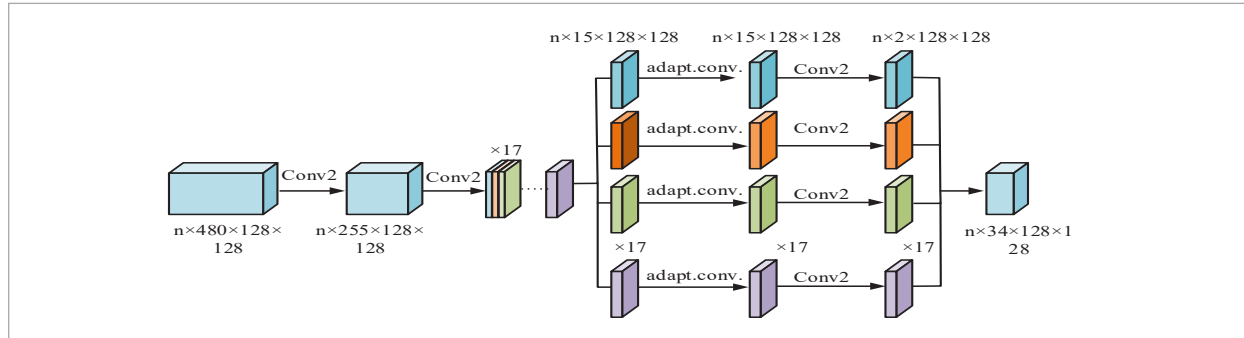 n×15×128×128
n×15×128×128
n×2×128×128
adapt.conv.
Conv2
adapt.conv.
Conv2
×17
Conv2
Conv2
adapt.conv.
Conv2
n×480×128×
128
n×255×128×
128
×17
×17
×17
n×34×128×1
28
adapt.conv.
Conv2